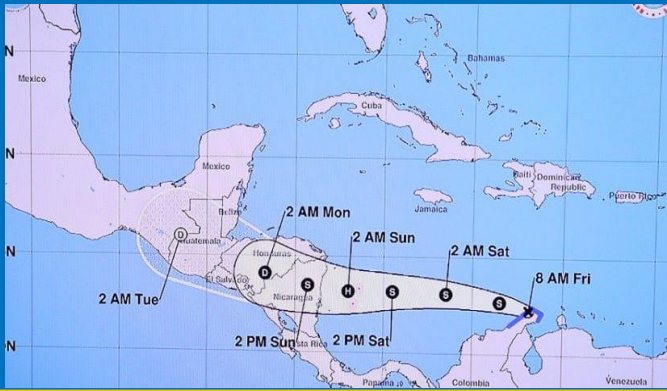 N
Mexico
Bahamas
Cuba
N
Mexico
Haiti
Dominican
Republic
Puerto Rico
Jamaica
Belize
2 AM Mon
2 AM Sun
2 AM Sat
8 AM Fri
D
Guatemala
N
Honduras
D
S
H
S
S
S
El Salvador
Nicaragua
2 AM Tue
2 PM Sun
sta Rica
2 PM Sat
N
Panama
Colombia
Venezuela